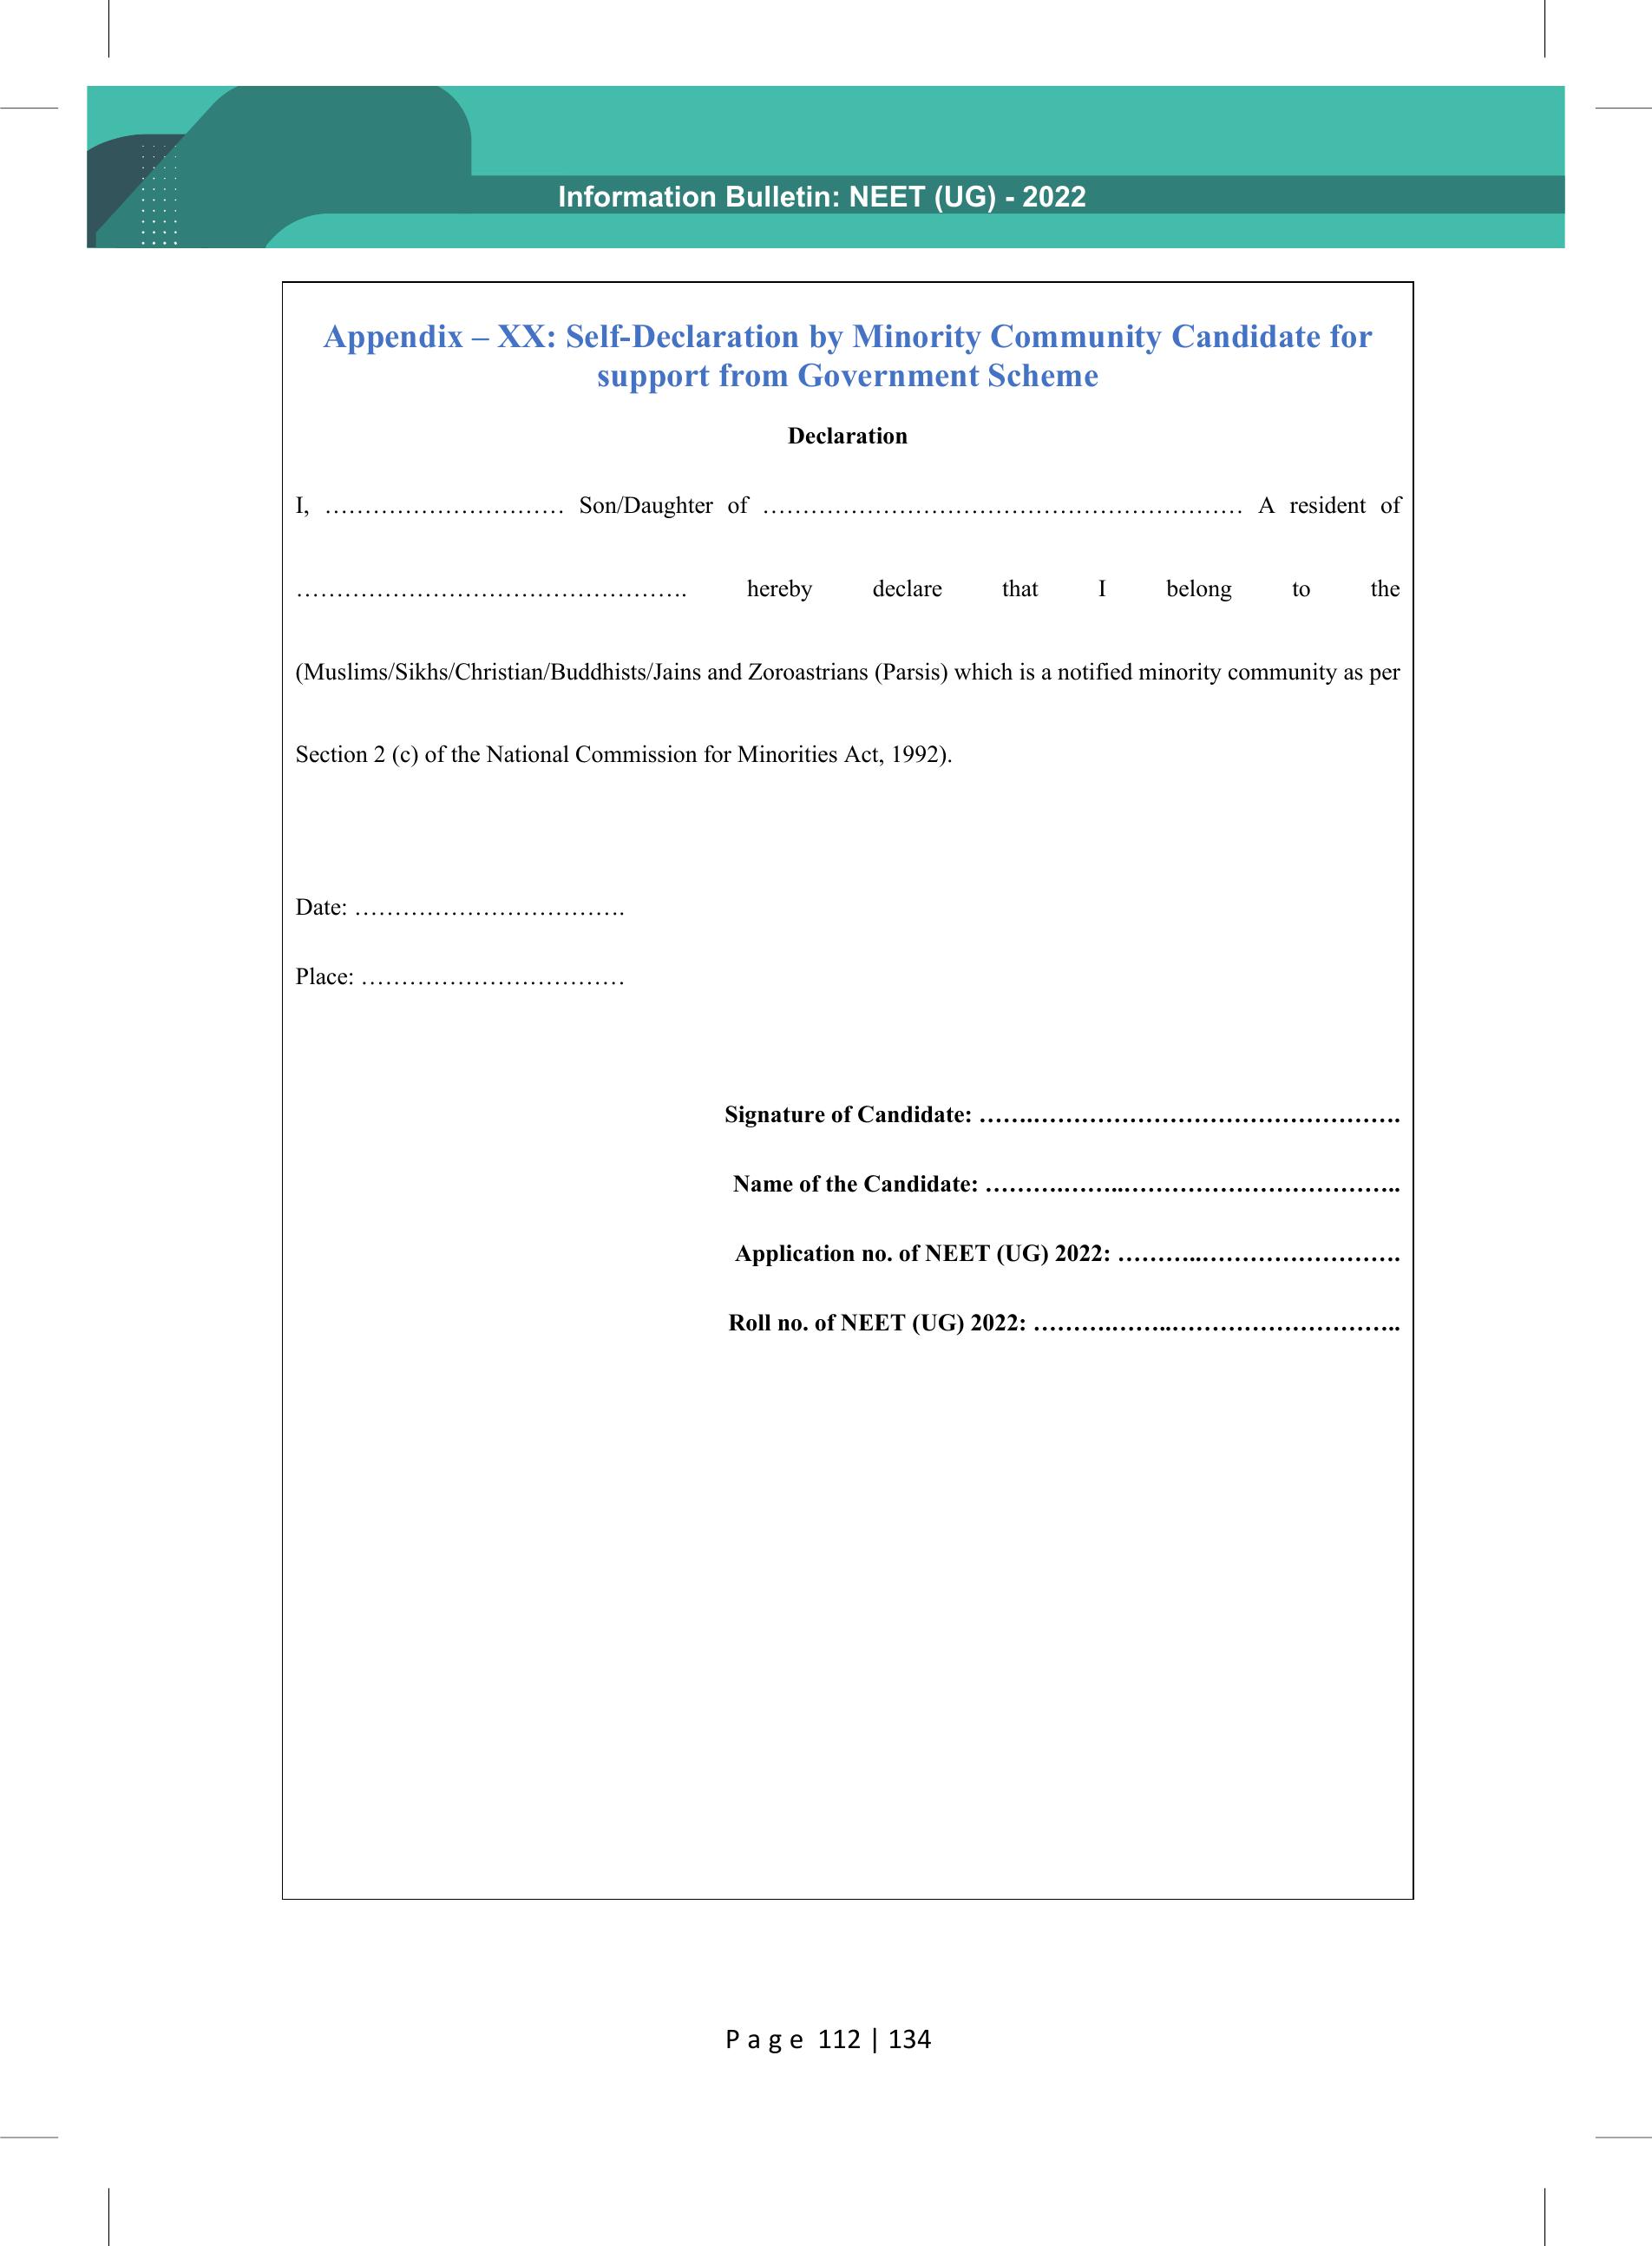 Information Bulletin: NEET (UG) - 2022
Appendix – XX: Self-Declaration by Minority Community Candidate for
support from Government Scheme
Declaration
I, ………………………… Son/Daughter of …………………………………………………… A resident of
…………………………………………. hereby declare that I belong to the
(Muslims/Sikhs/Christian/Buddhists/Jains and Zoroastrians (Parsis) which is a notified minority community as per
Section 2 (c) of the National Commission for Minorities Act, 1992).
Date: …………………………….
Place: ……………………………
Signature of Candidate: …….……………………………………….
Name of the Candidate: ……….……..……………………………..
Application no. of NEET (UG) 2022: ………..…………………….
Roll no. of NEET (UG) 2022: ……….……..………………………..
Page 112 | 134